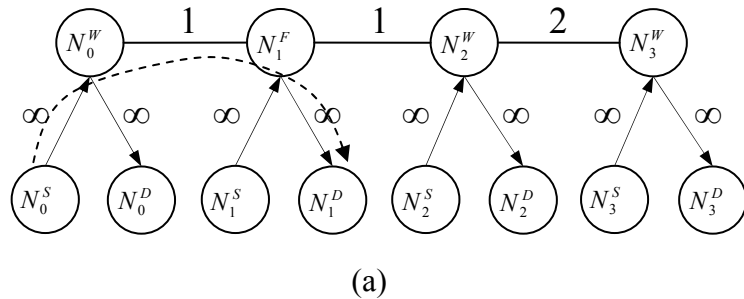 1 1 2
N_0^W N_1^F N_2^W N_3^W
∞ ∞ ∞ ∞ ∞ ∞ ∞ ∞
N_0^S N_0^D N_1^S N_1^D N_2^S N_2^D N_3^S N_3^D
(a)